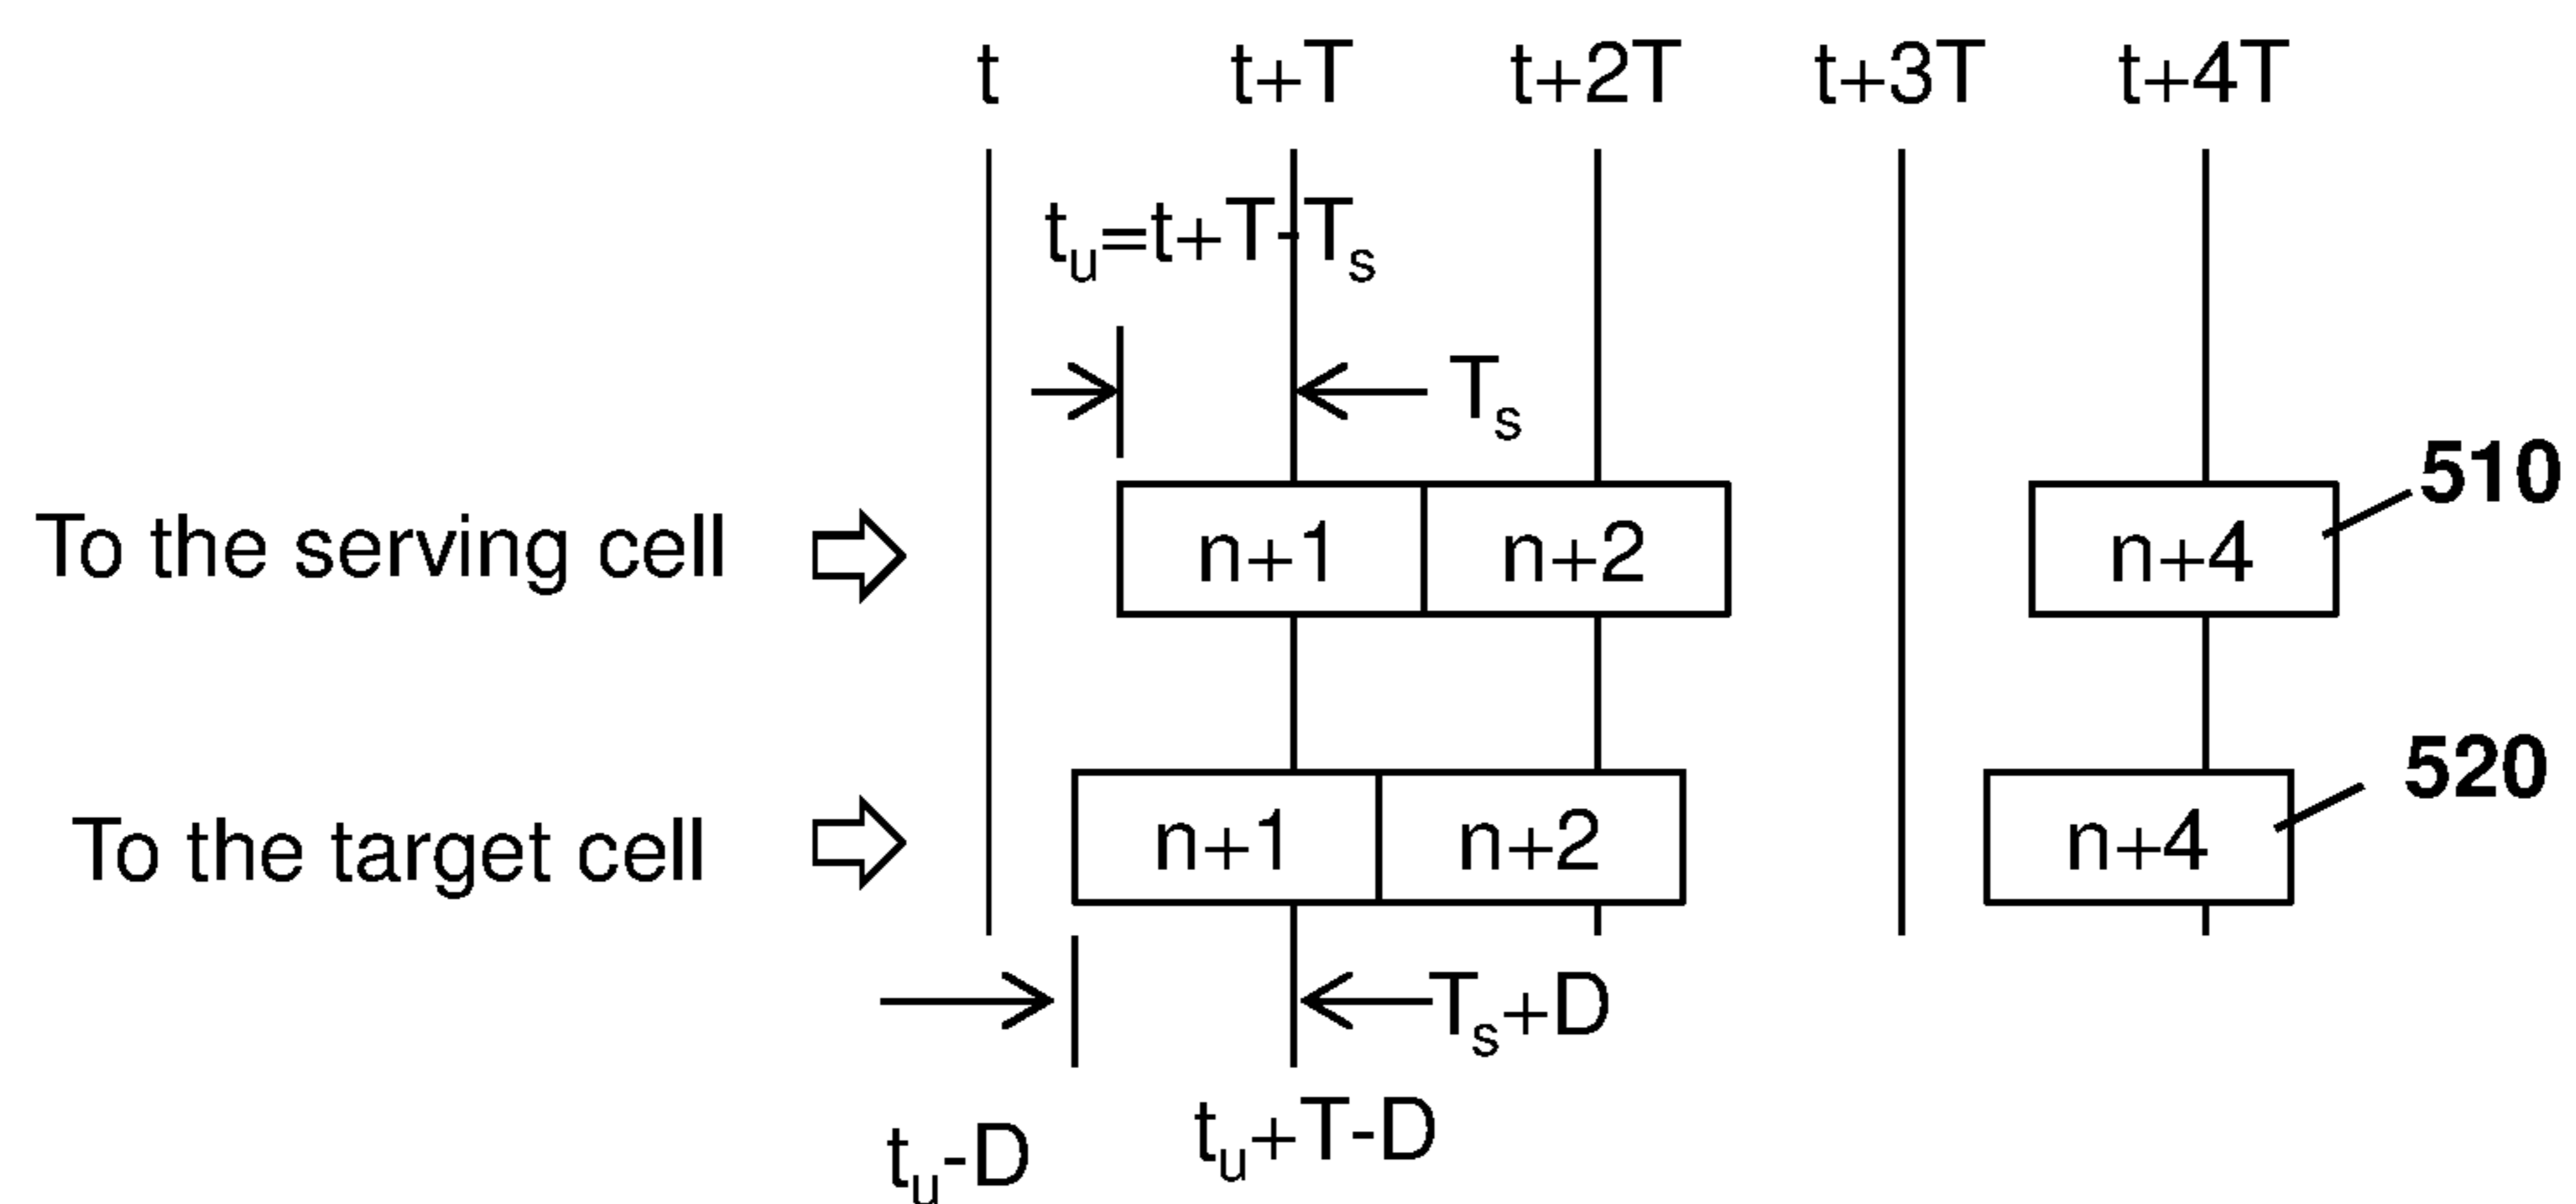 t t+T t+2T t+3T t+4T
tᵤ=t+T-Tₛ
Tₛ
510
To the serving cell n+1 n+2 n+4
520
To the target cell n+1 n+2 n+4
Tₛ+D
tᵤ-D tᵤ+T-D